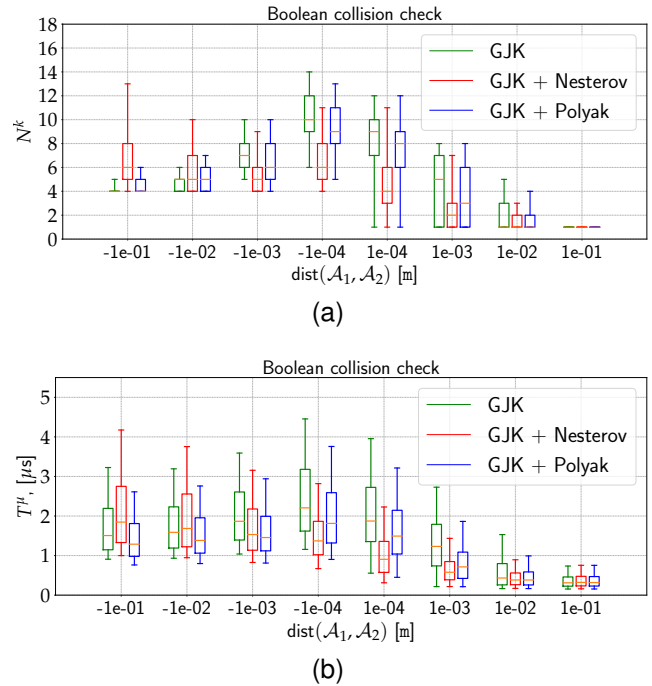 Boolean collision check
18
16
14
12
10
8
6
4
2
0
N^k
GJK
GJK + Nesterov
GJK + Polyak
-1e-01 -1e-02 -1e-03 -1e-04 1e-04 1e-03 1e-02 1e-01
dist(𝒜₁, 𝒜₂) [m]
(a)
Boolean collision check
5
4
3
2
1
0
T^μ, [μs]
GJK
GJK + Nesterov
GJK + Polyak
-1e-01 -1e-02 -1e-03 -1e-04 1e-04 1e-03 1e-02 1e-01
dist(𝒜₁, 𝒜₂) [m]
(b)